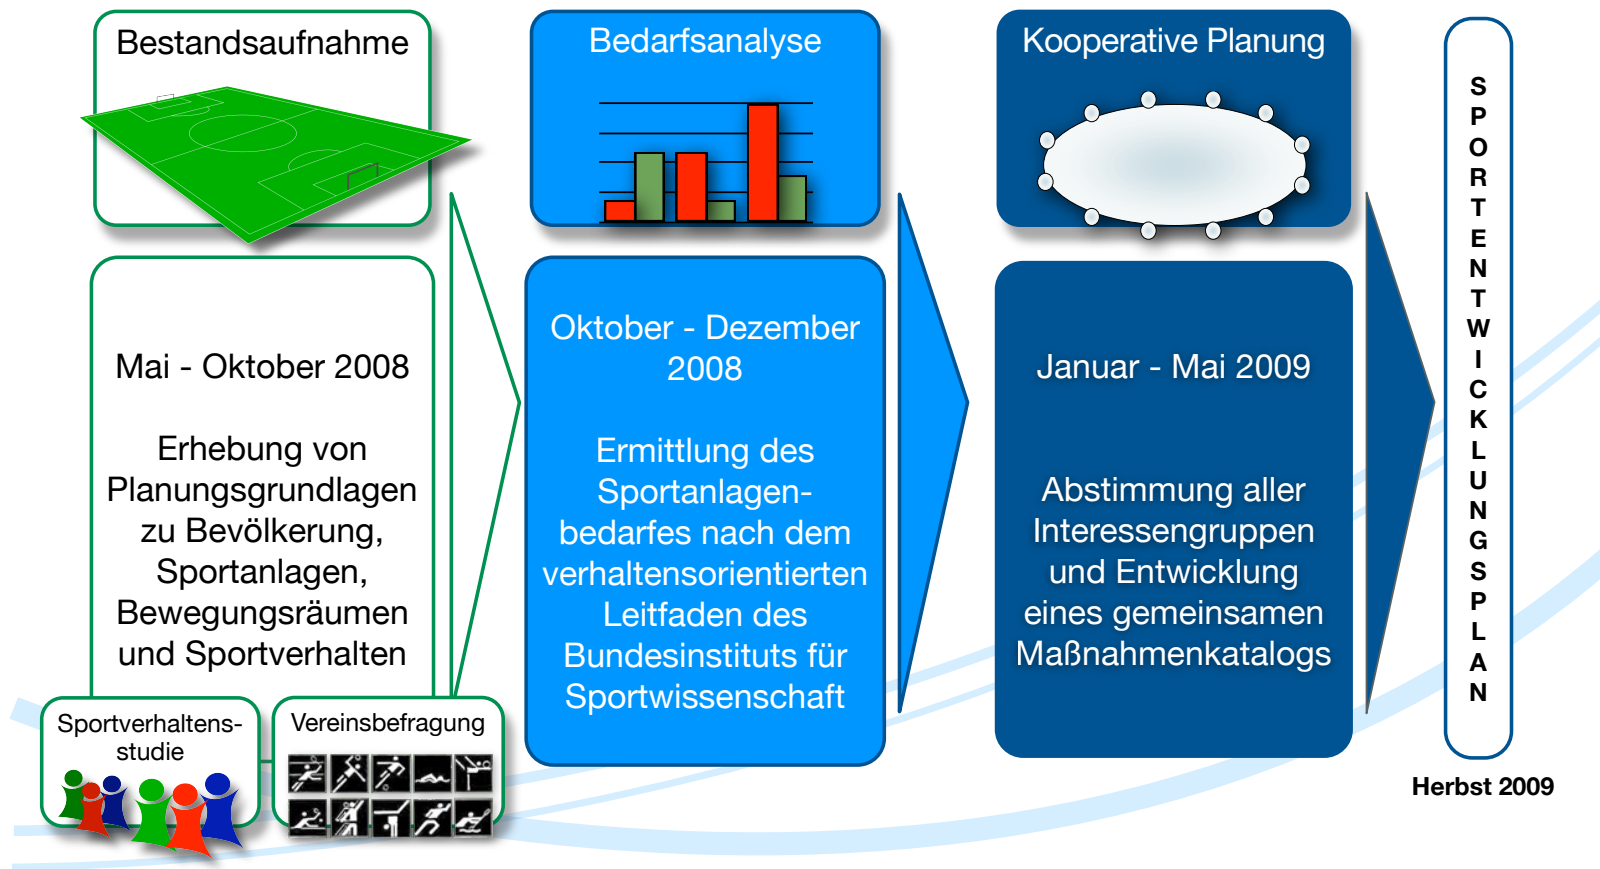 Bestandsaufnahme
Mai - Oktober 2008
Erhebung von
Planungsgrundlagen
zu Bevölkerung,
Sportanlagen,
Bewegungsräumen
und Sportverhalten
Sportverhaltens-
studie
Vereinsbefragung
Bedarfsanalyse
Oktober - Dezember
2008
Ermittlung des
Sportanlagen-
bedarfes nach dem
verhaltensorientierten
Leitfaden des
Bundesinstituts für
Sportwissenschaft
Kooperative Planung
Januar - Mai 2009
Abstimmung aller
Interessengruppen
und Entwicklung
eines gemeinsamen
Maßnahmenkatalogs
SPORTENTWICKLUNGSPLAN
Herbst 2009